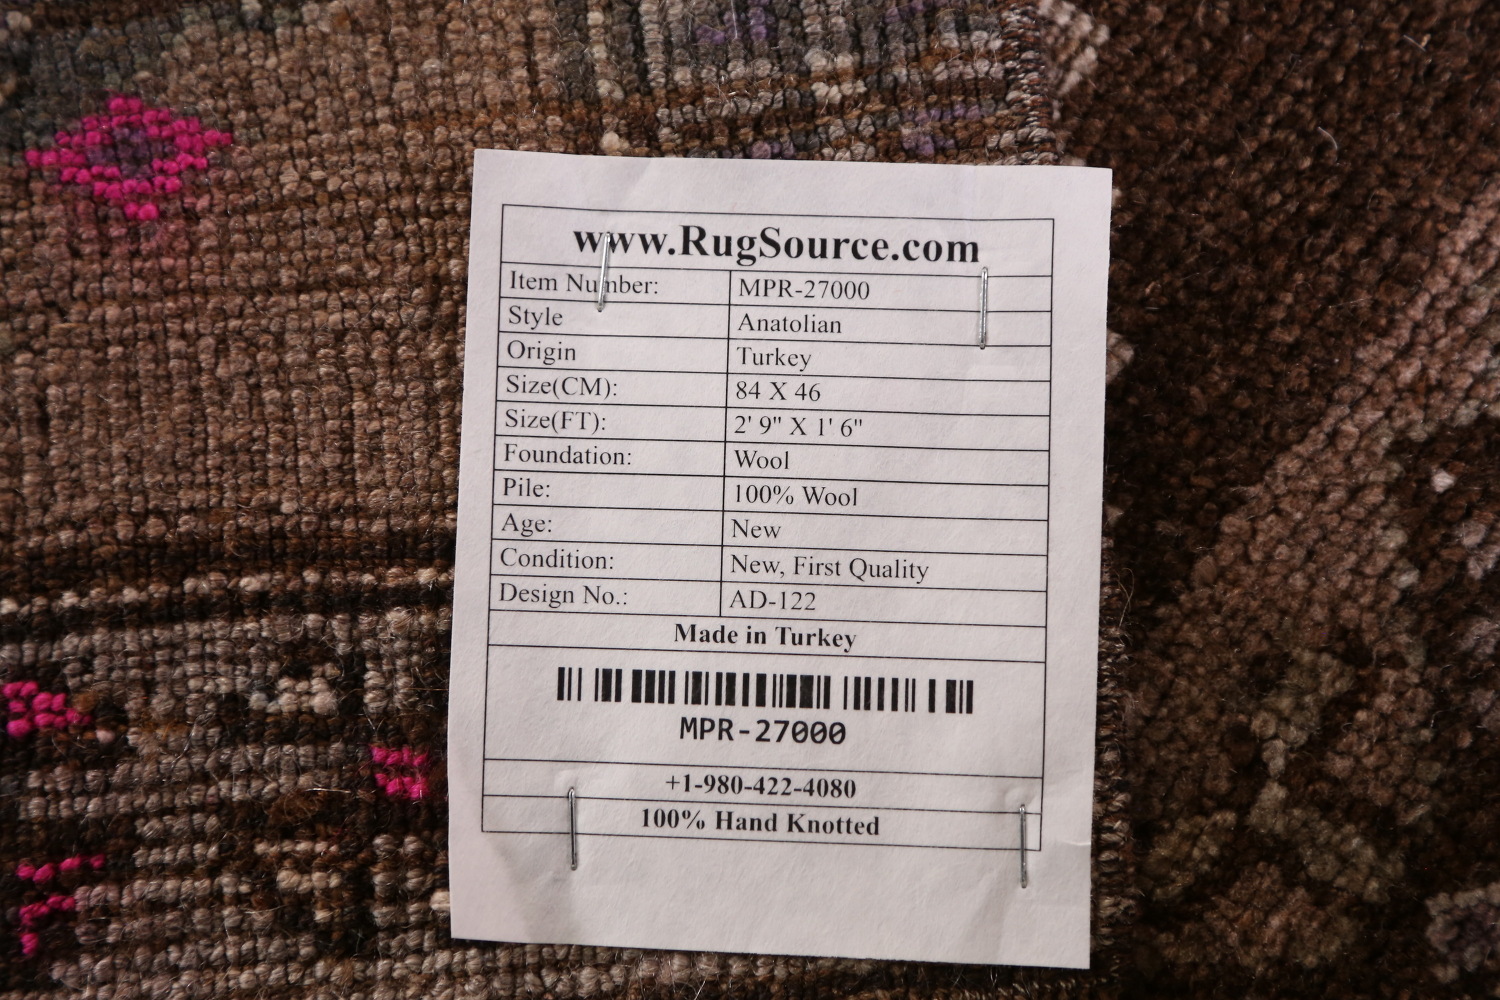 www.RugSource.com
Item Number: MPR-27000
Style Anatolian
Origin Turkey
Size(CM): 84 X 46
Size(FT): 2' 9" X 1' 6"
Foundation: Wool
Pile: 100% Wool
Age: New
Condition: New, First Quality
Design No.: AD-122
Made in Turkey
MPR-27000
+1-980-422-4080
100% Hand Knotted